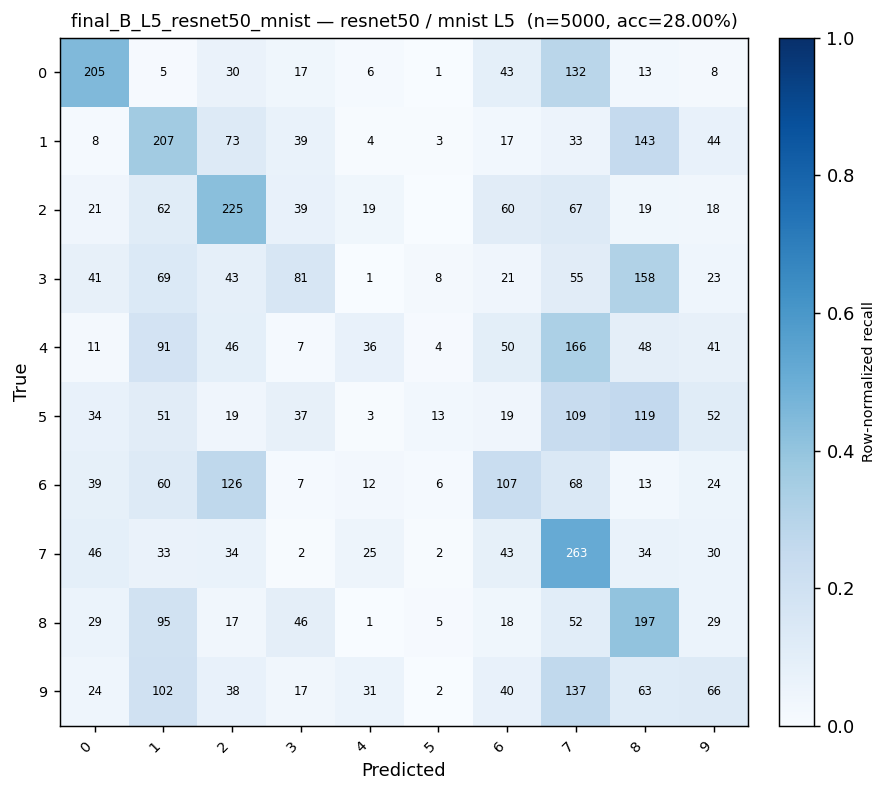 final_B_L5_resnet50_mnist — resnet50 / mnist L5 (n=5000, acc=28.00%)
0 205 5 30 17 6 1 43 132 13 8
1 8 207 73 39 4 3 17 33 143 44
2 21 62 225 39 19 60 67 19 18
3 41 69 43 81 1 8 21 55 158 23
4 11 91 46 7 36 4 50 166 48 41
5 34 51 19 37 3 13 19 109 119 52
6 39 60 126 7 12 6 107 68 13 24
7 46 33 34 2 25 2 43 263 34 30
8 29 95 17 46 1 5 18 52 197 29
9 24 102 38 17 31 2 40 137 63 66
0 1 2 3 4 5 6 7 8 9
Predicted
True
1.0
0.8
0.6
0.4
0.2
0.0
Row-normalized recall